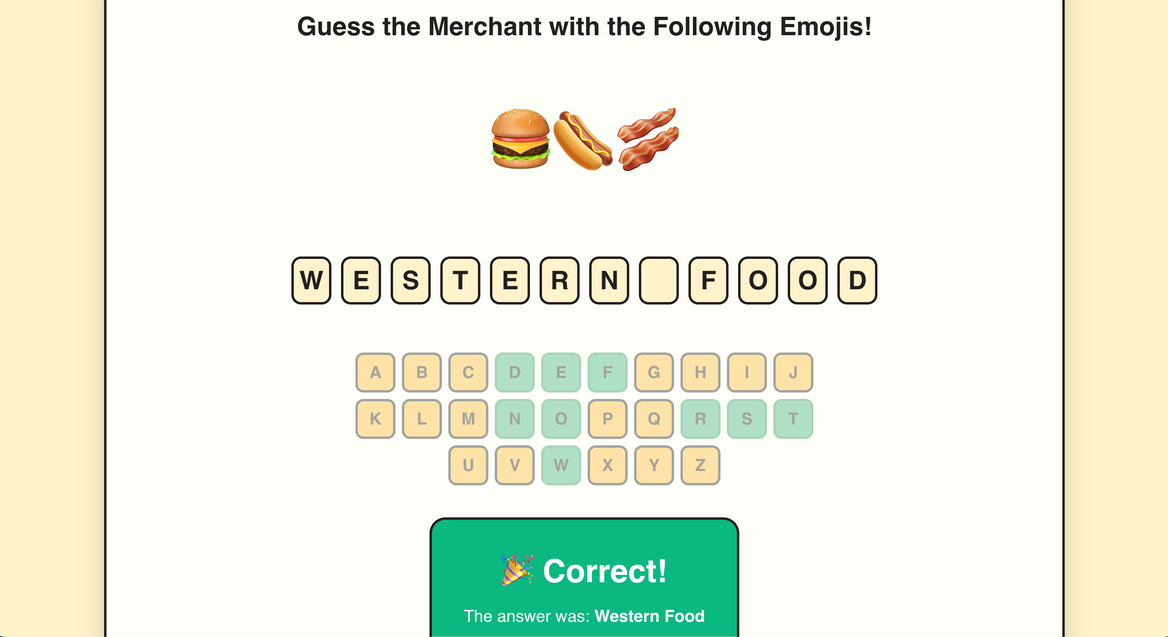 Guess the Merchant with the Following Emojis!
W E S T E R N F O O D
A B C D E F G H I J
K L M N O P Q R S T
U V W X Y Z
🎉 Correct!
The answer was: Western Food